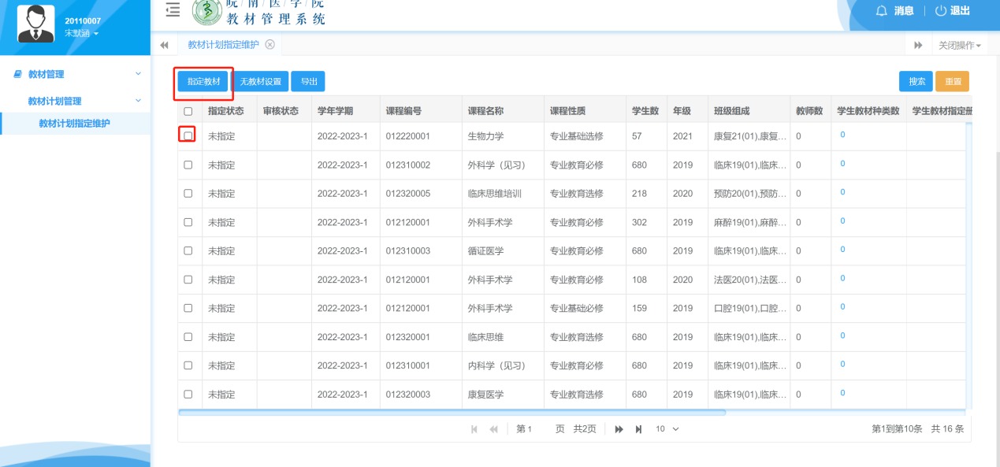 皖南医学院
教材管理系统
消息 退出
20110007
宋默涵
教材计划指定维护 关闭操作
教材管理
教材计划管理
教材计划指定维护
指定教材 无教材设置 导出 搜索 重置
指定状态 审核状态 学年学期 课程编号 课程名称 课程性质 学生数 年级 班级组成 教师数 学生教材种类数 学生教材指定册
未指定 2022-2023-1 012220001 生物力学 专业基础选修 57 2021 康复21(01),康复... 0 0
未指定 2022-2023-1 012310002 外科学（见习） 专业教育必修 680 2019 临床19(01),临床... 0 0
未指定 2022-2023-1 012320005 临床思维培训 专业教育选修 218 2020 预防20(01),预防... 0 0
未指定 2022-2023-1 012120001 外科手术学 专业教育必修 302 2019 麻醉19(01),麻醉... 0 0
未指定 2022-2023-1 012310003 循证医学 专业教育必修 680 2019 临床19(01),临床... 0 0
未指定 2022-2023-1 012120001 外科手术学 专业教育必修 108 2020 法医20(01),法医... 0 0
未指定 2022-2023-1 012120001 外科手术学 专业基础必修 159 2019 口腔19(01),口腔... 0 0
未指定 2022-2023-1 012320001 临床思维 专业教育选修 680 2019 临床19(01),临床... 0 0
未指定 2022-2023-1 012310001 内科学（见习） 专业教育必修 680 2019 临床19(01),临床... 0 0
未指定 2022-2023-1 012320003 康复医学 专业教育选修 680 2019 临床19(01),临床... 0 0
第 1 页 共2页 10 第1到第10条 共 16 条